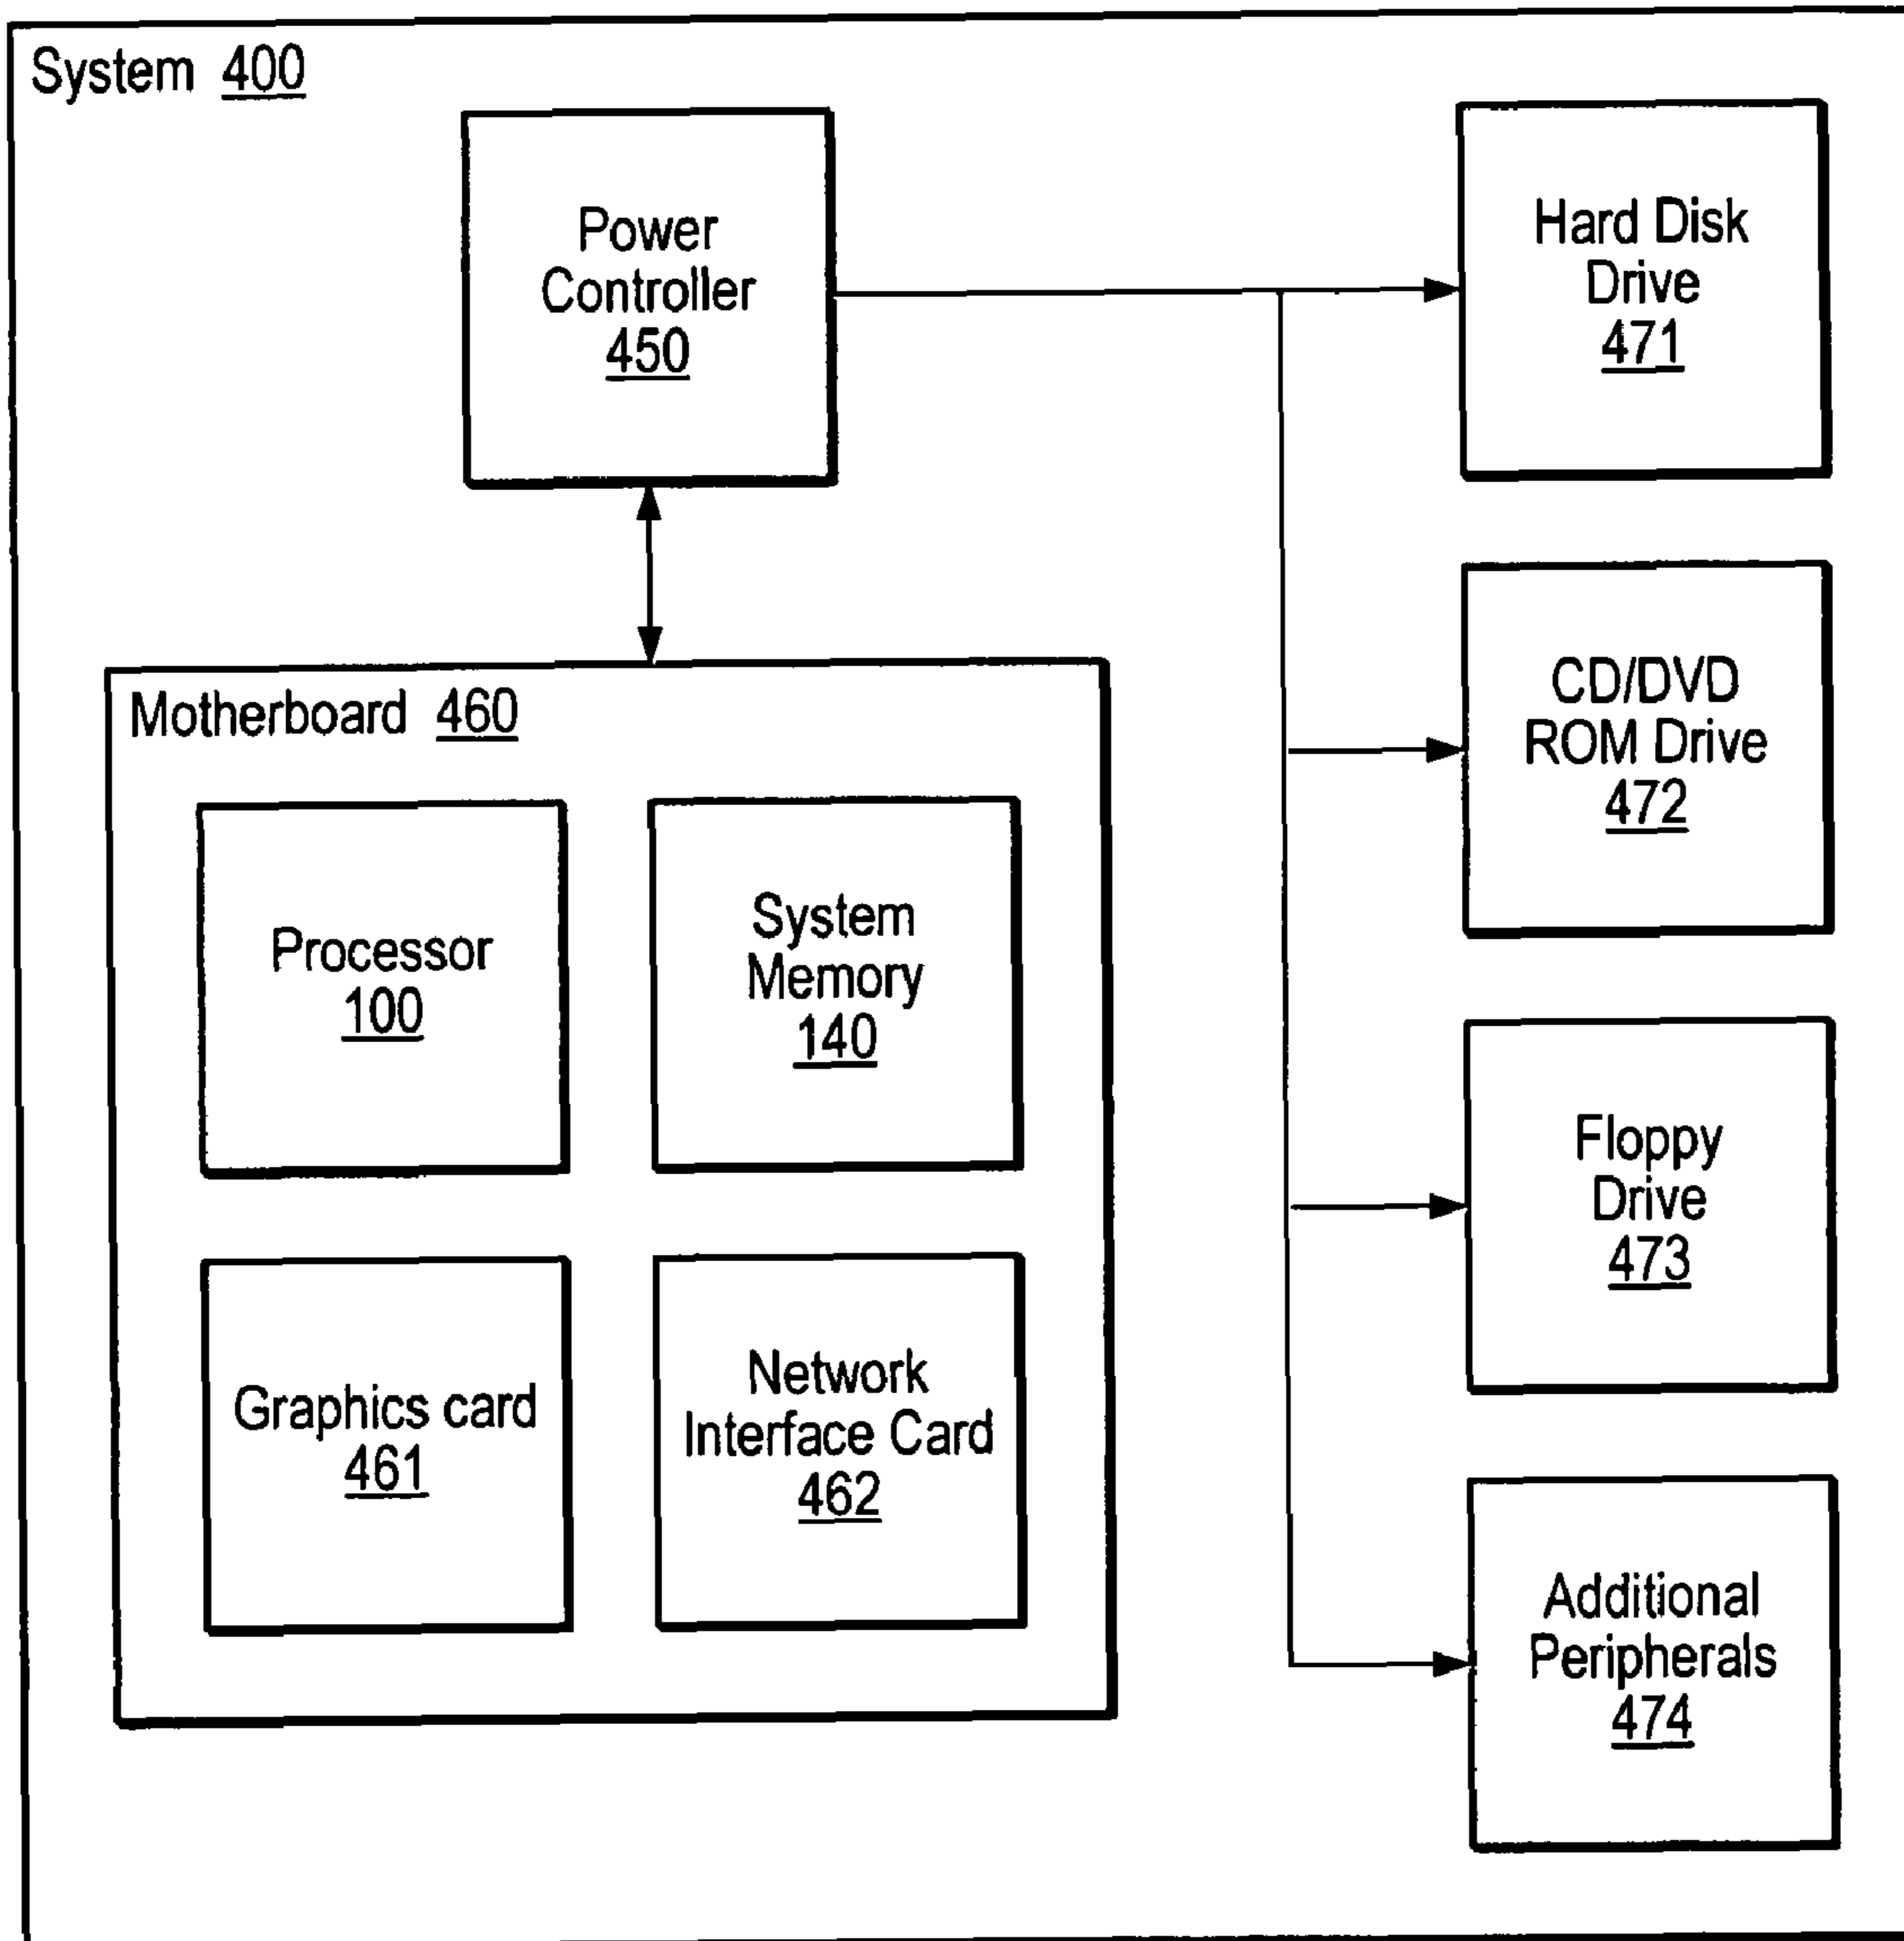 System 400
Power
Controller
450
Hard Disk
Drive
471
CD/DVD
ROM Drive
472
Motherboard 460
Processor
100
System
Memory
140
Floppy
Drive
473
Graphics card
461
Network
Interface Card
462
Additional
Peripherals
474